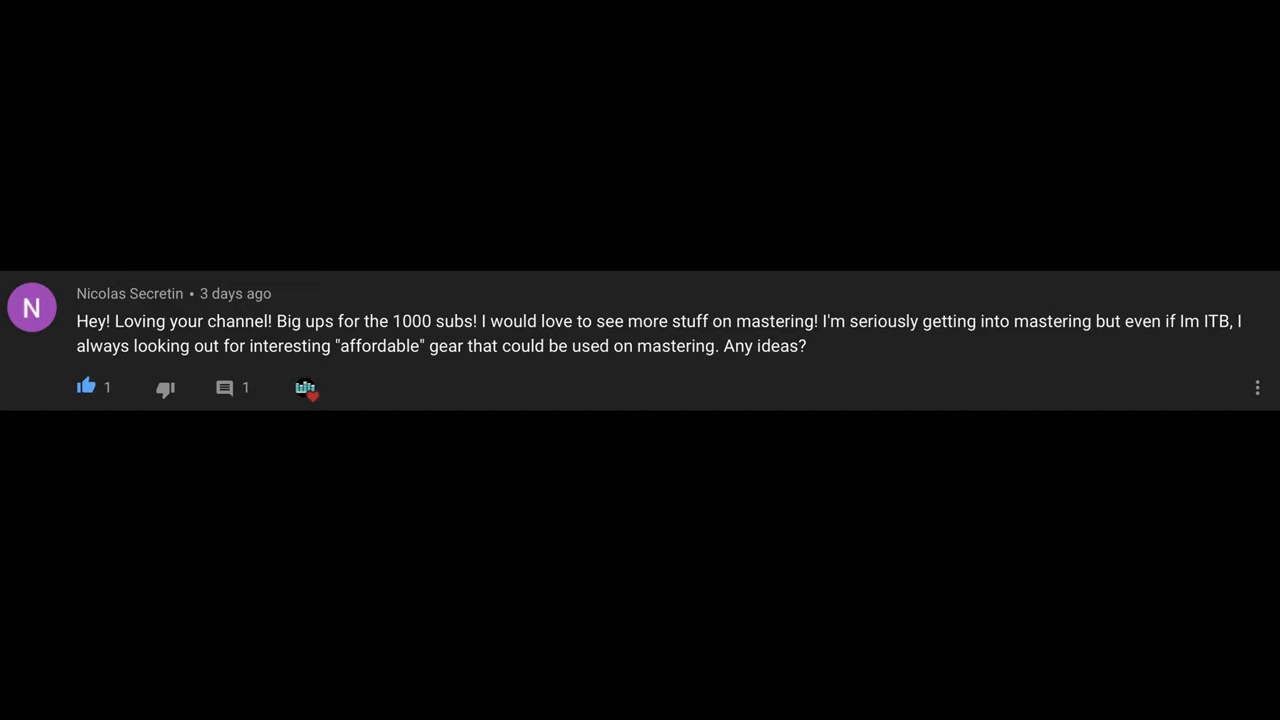 N
Nicolas Secretin • 3 days ago
Hey! Loving your channel! Big ups for the 1000 subs! I would love to see more stuff on mastering! I'm seriously getting into mastering but even if Im ITB, I
always looking out for interesting "affordable" gear that could be used on mastering. Any ideas?
1 1